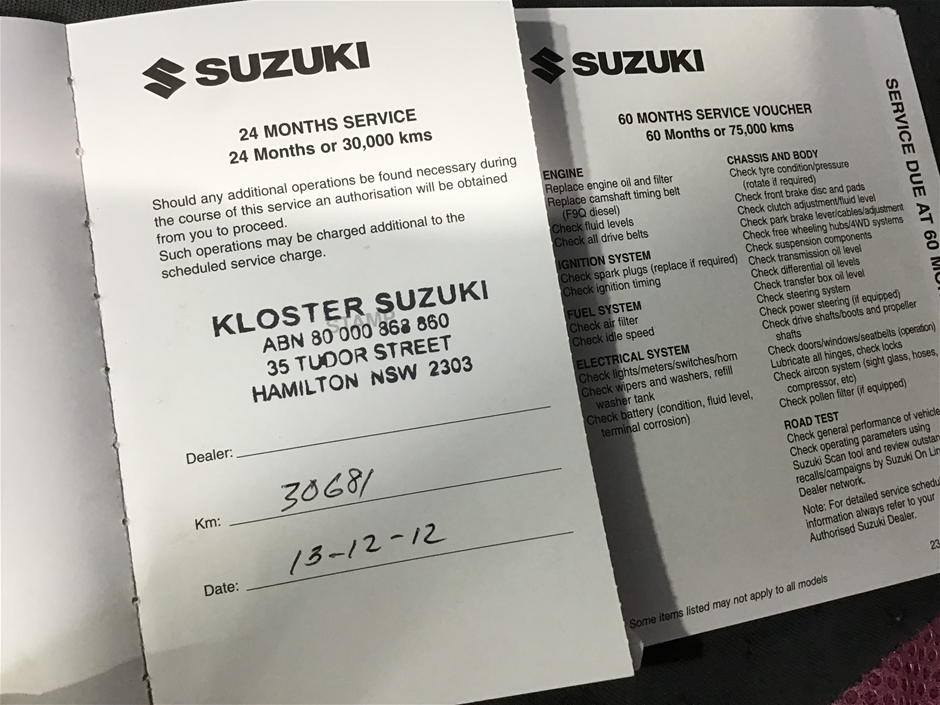 SUZUKI
24 MONTHS SERVICE
24 Months or 30,000 kms
Should any additional operations be found necessary during
the course of this service an authorisation will be obtained
from you to proceed.
Such operations may be charged additional to the
scheduled service charge.
STAMP
KLOSTER SUZUKI
ABN 80 000 868 860
35 TUDOR STREET
HAMILTON NSW 2303
Dealer:
Km: 30681
Date: 13-12-12
SUZUKI
60 MONTHS SERVICE VOUCHER
60 Months or 75,000 kms
ENGINE
Replace engine oil and filter
Replace camshaft timing belt
(F9Q diesel)
Check fluid levels
Check all drive belts
IGNITION SYSTEM
Check spark plugs (replace if required)
Check ignition timing
FUEL SYSTEM
Check air filter
Check idle speed
ELECTRICAL SYSTEM
Check lights/meters/switches/horn
Check wipers and washers, refill
washer tank
Check battery (condition, fluid level,
terminal corrosion)
CHASSIS AND BODY
Check tyre condition/pressure
(rotate if required)
Check front brake disc and pads
Check clutch adjustment/fluid level
Check park brake lever/cables/adjustment
Check free wheeling hubs/4WD systems
Check suspension components
Check transmission oil level
Check differential oil levels
Check transfer box oil level
Check steering system
Check power steering (if equipped)
Check drive shafts/boots and propeller
shafts
Check doors/windows/seatbelts (operation)
Lubricate all hinges, check locks
Check aircon system (sight glass, hoses,
compressor, etc)
Check pollen filter (if equipped)
ROAD TEST
Check general performance of vehicle
Check operating parameters using
Suzuki Scan tool and review outstan
recalls/campaigns by Suzuki On Lin
Dealer network.
Note: For detailed service schedu
information always refer to your
Authorised Suzuki Dealer.
23
Some items listed may not apply to all models
SERVICE DUE AT 60 MO